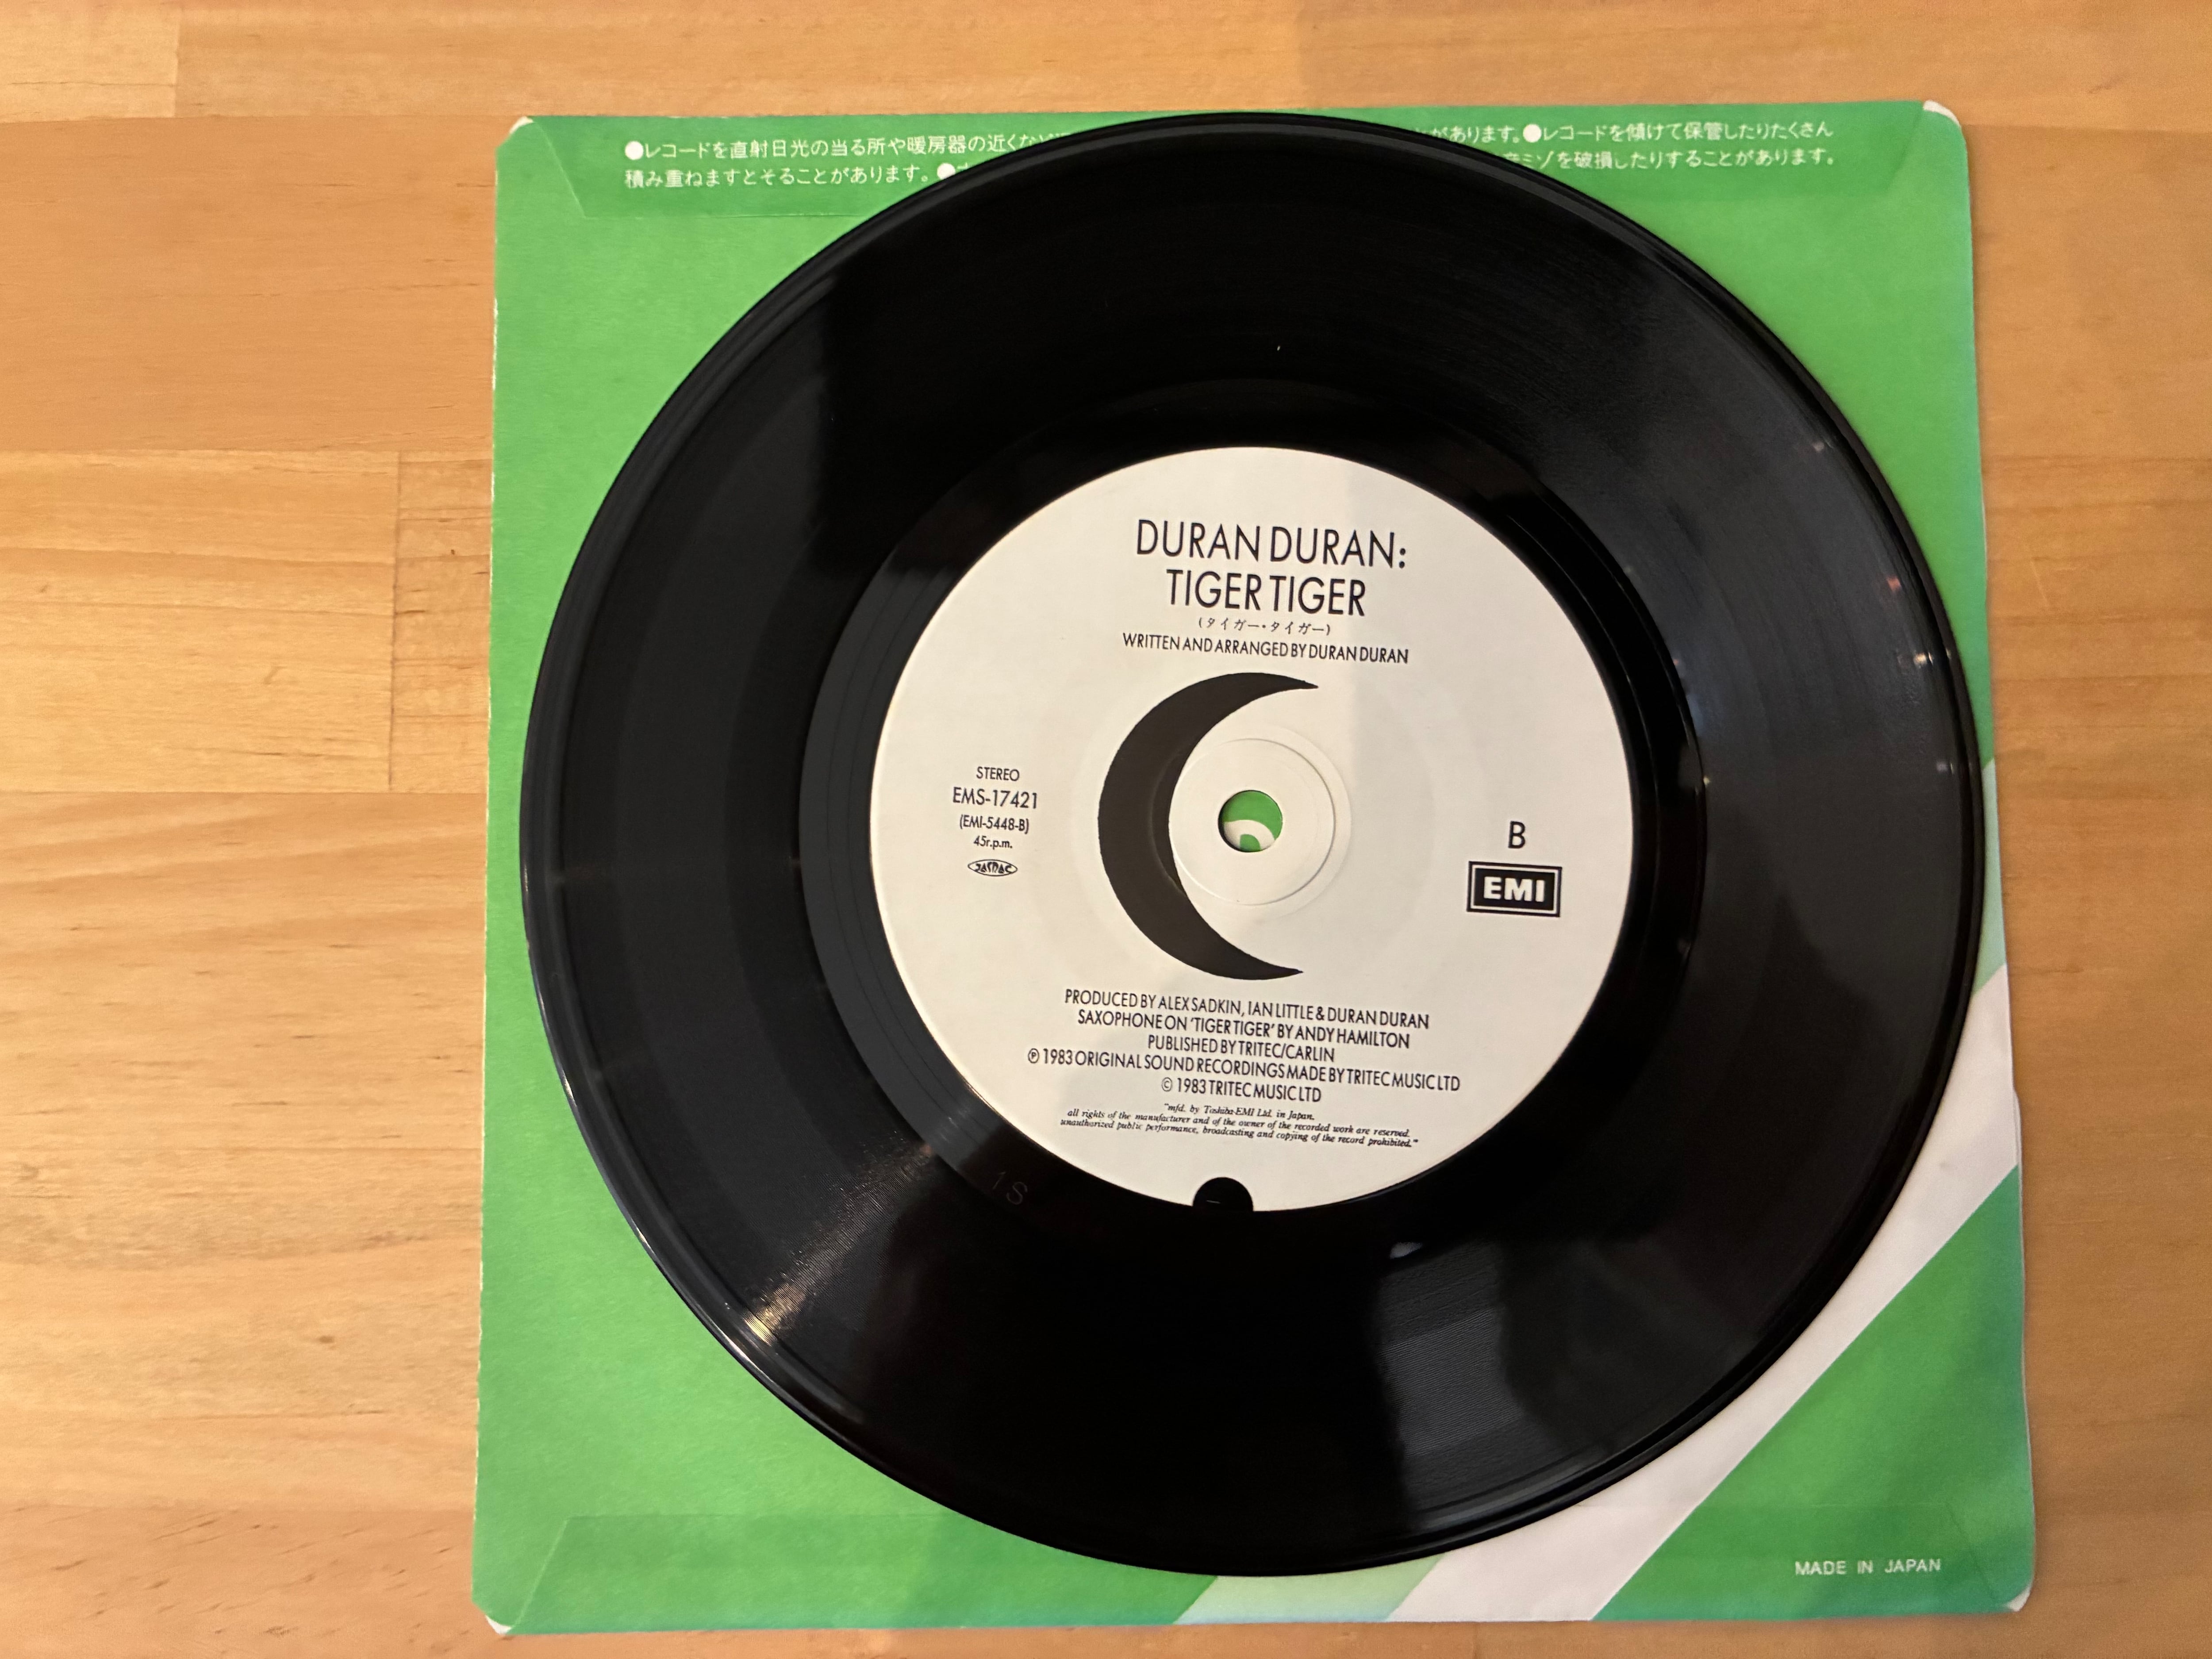 ●レコードを直射日光の当る所や暖房器の近くなど
があります。●レコードを傾けて保管したりたくさん
積み重ねますとそることがあります。●
音ミゾを破損したりすることがあります。
DURAN DURAN:
TIGER TIGER
(タイガー・タイガー)
WRITTEN AND ARRANGED BY DURAN DURAN
STEREO
EMS-17421
(EMI-5448-B)
45r.p.m.
JASRAC
B
EMI
PRODUCED BY ALEX SADKIN, IAN LITTLE & DURAN DURAN
SAXOPHONE ON 'TIGER TIGER' BY ANDY HAMILTON
PUBLISHED BY TRITEC/CARLIN
℗ 1983 ORIGINAL SOUND RECORDINGS MADE BY TRITEC MUSIC LTD
© 1983 TRITEC MUSIC LTD
"mfd. by Toshiba-EMI Ltd. in Japan.
all rights of the manufacturer and of the owner of the recorded work are reserved.
unauthorized public performance, broadcasting and copying of the record prohibited."
1S
MADE IN JAPAN